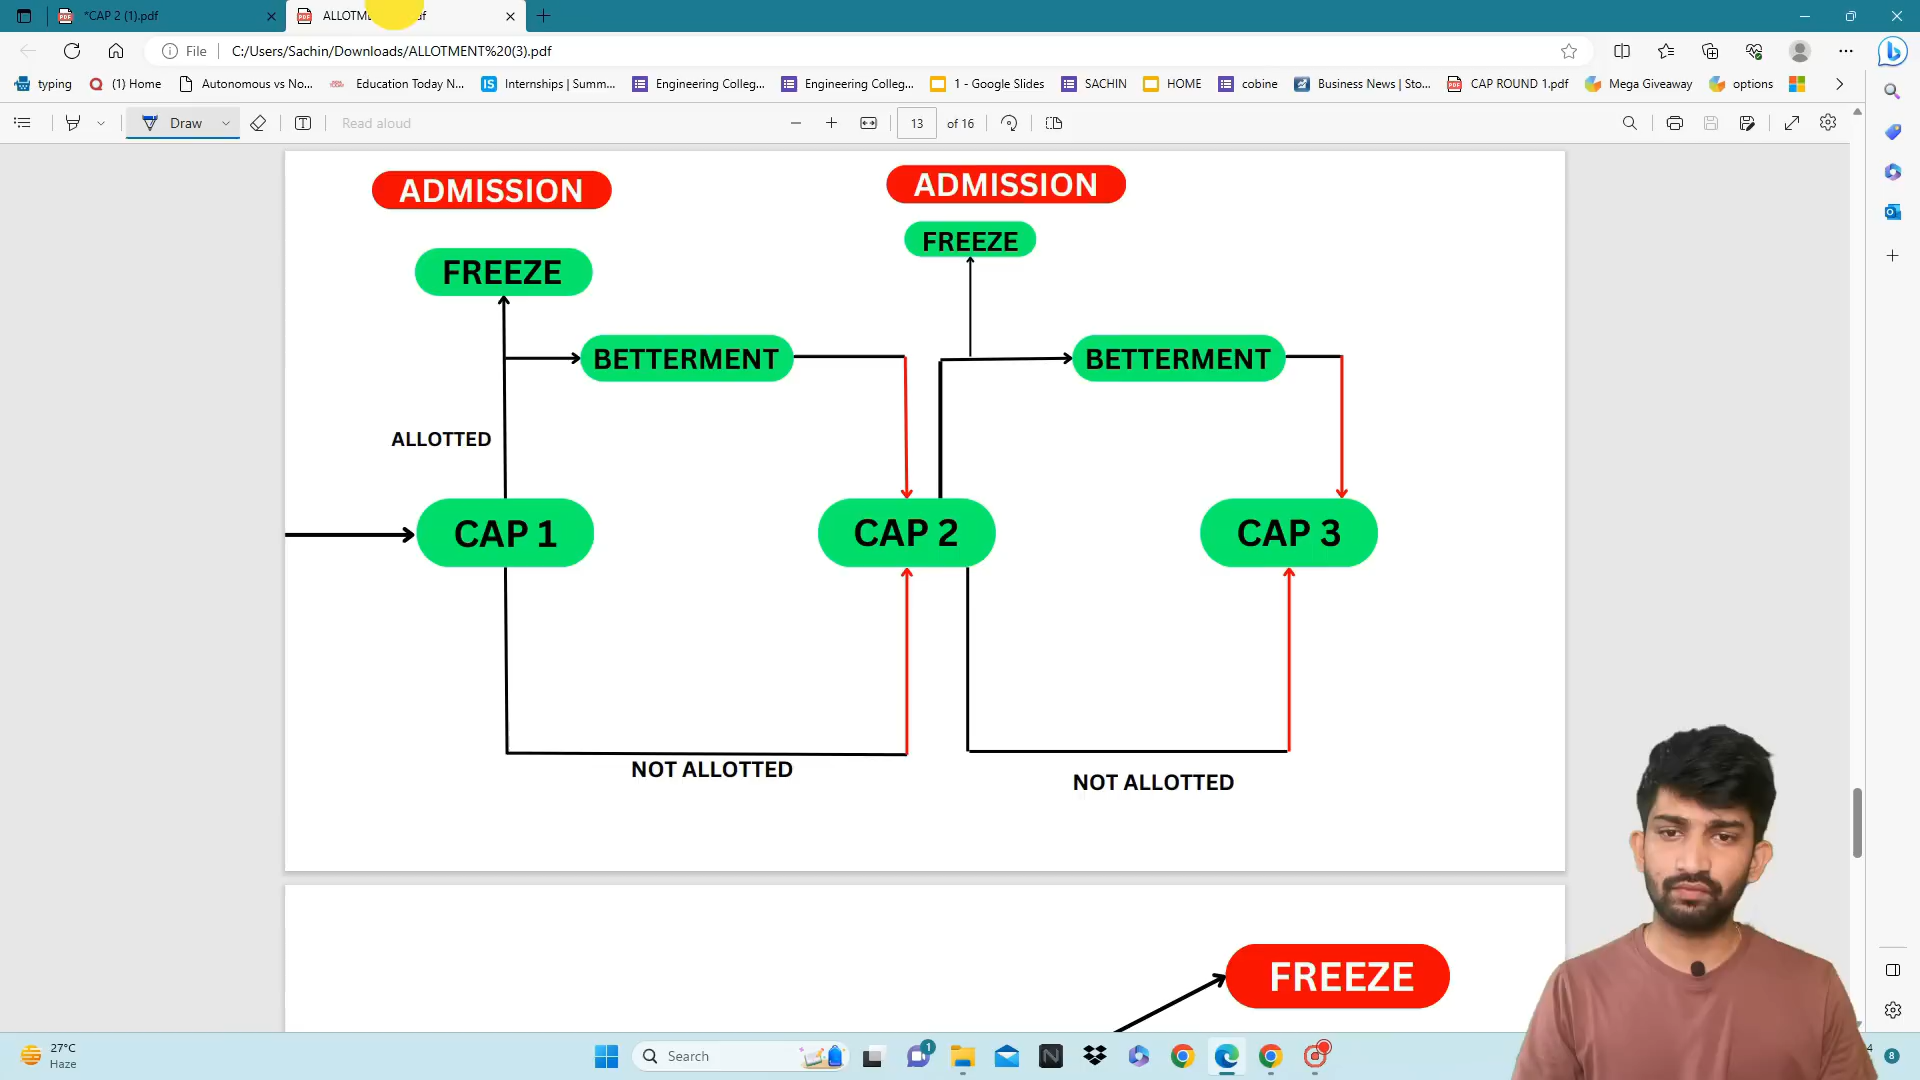 *CAP 2 (1).pdf
File
C:/Users/Sachin/Downloads/ALLOTMENT%20(3).pdf
typing
(1) Home
Autonomous vs No...
Education Today N...
Internships | Summ...
Engineering Colleg...
Engineering Colleg...
1 - Google Slides
SACHIN
HOME
cobine
Business News | Sto...
CAP ROUND 1.pdf
Mega Giveaway
options
Draw
Read aloud
13
of 16
ADMISSION
ADMISSION
FREEZE
FREEZE
BETTERMENT
BETTERMENT
ALLOTTED
CAP 1
CAP 2
CAP 3
NOT ALLOTTED
NOT ALLOTTED
FREEZE
27°C
Haze
Search
1
8